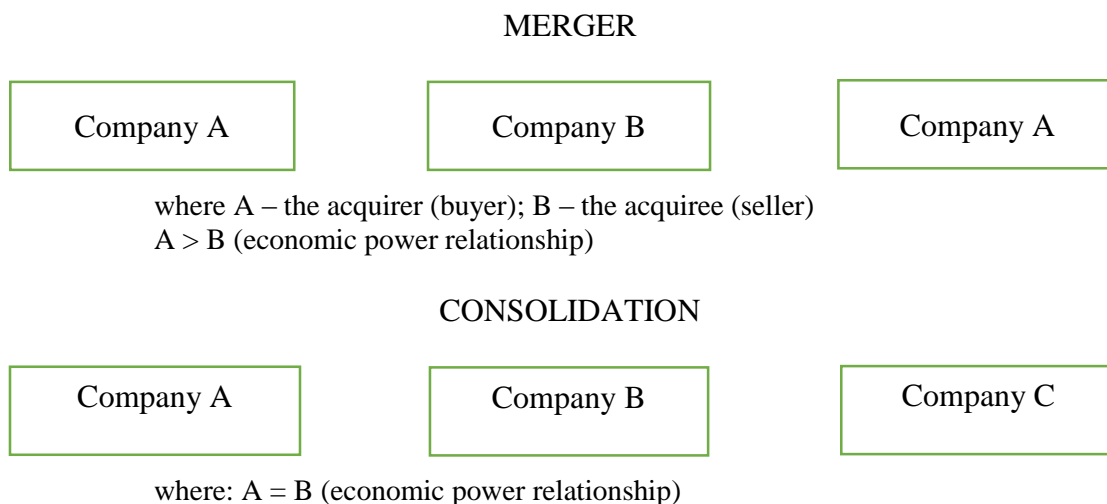 MERGER
Company A Company B Company A
where A – the acquirer (buyer); B – the acquiree (seller)
A > B (economic power relationship)
CONSOLIDATION
Company A Company B Company C
where: A = B (economic power relationship)